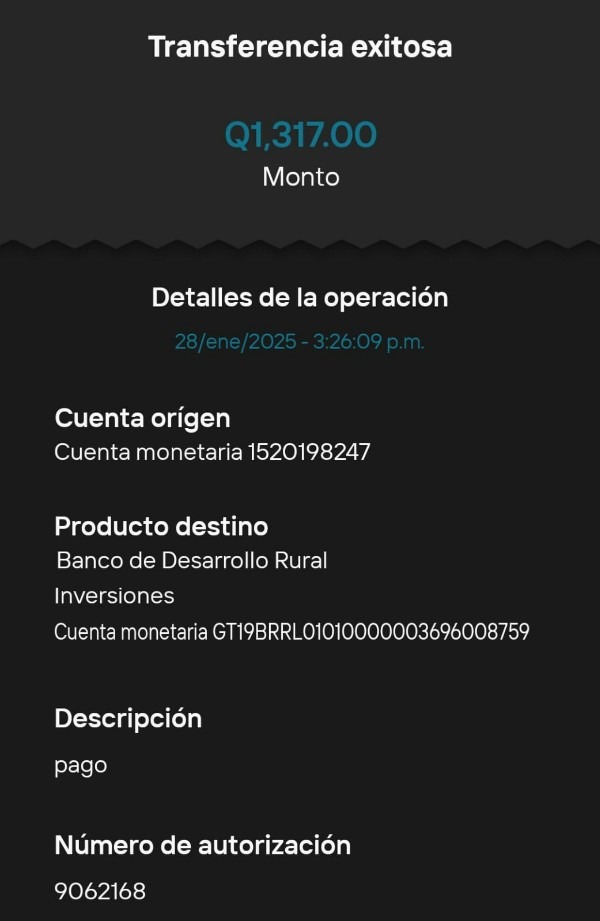 Transferencia exitosa
Q1,317.00
Monto
Detalles de la operación
28/ene/2025 - 3:26:09 p.m.
Cuenta orígen
Cuenta monetaria 1520198247
Producto destino
Banco de Desarrollo Rural
Inversiones
Cuenta monetaria GT19BRRL01010000003696008759
Descripción
pago
Número de autorización
9062168